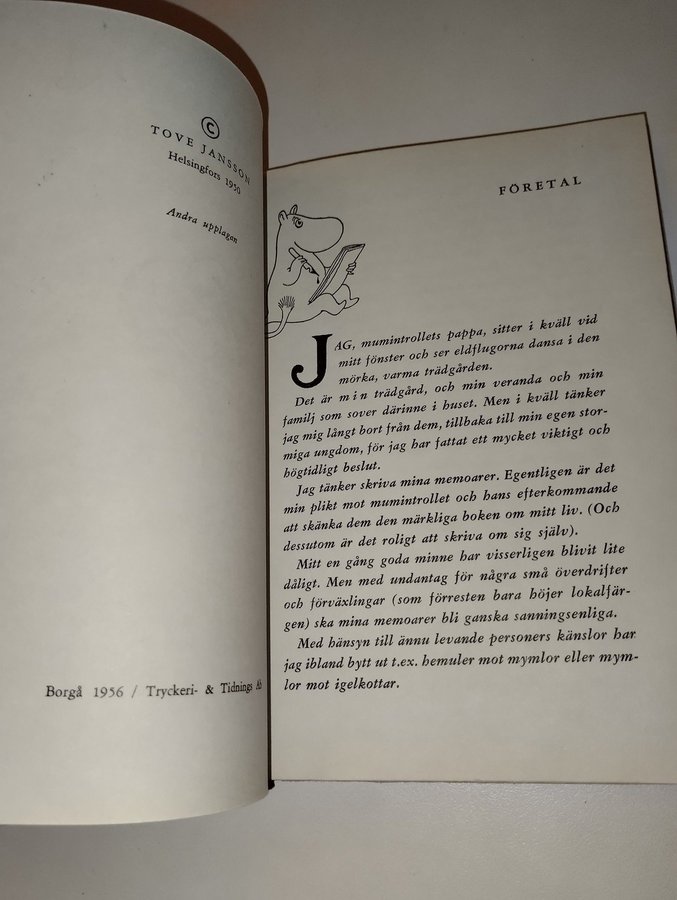 ©
TOVE JANSSON
Helsingfors 1950
Andra upplagan
Borgå 1956 / Tryckeri- & Tidnings Ab
FÖRETAL
JAG, mumintrollets pappa, sitter i kväll vid
mitt fönster och ser eldflugorna dansa i den
mörka, varma trädgården.
Det är min trädgård, och min veranda och min
familj som sover därinne i huset. Men i kväll tänker
jag mig långt bort från dem, tillbaka till min egen stor-
miga ungdom, för jag har fattat ett mycket viktigt och
högtidligt beslut.
Jag tänker skriva mina memoarer. Egentligen är det
min plikt mot mumintrollet och hans efterkommande
att skänka dem den märkliga boken om mitt liv. (Och
dessutom är det roligt att skriva om sig själv).
Mitt en gång goda minne har visserligen blivit lite
dåligt. Men med undantag för några små överdrifter
och förväxlingar (som förresten bara höjer lokalfär-
gen) ska mina memoarer bli ganska sanningsenliga.
Med hänsyn till ännu levande personers känslor har
jag ibland bytt ut t.ex. hemuler mot mymlor eller mym-
lor mot igelkottar.